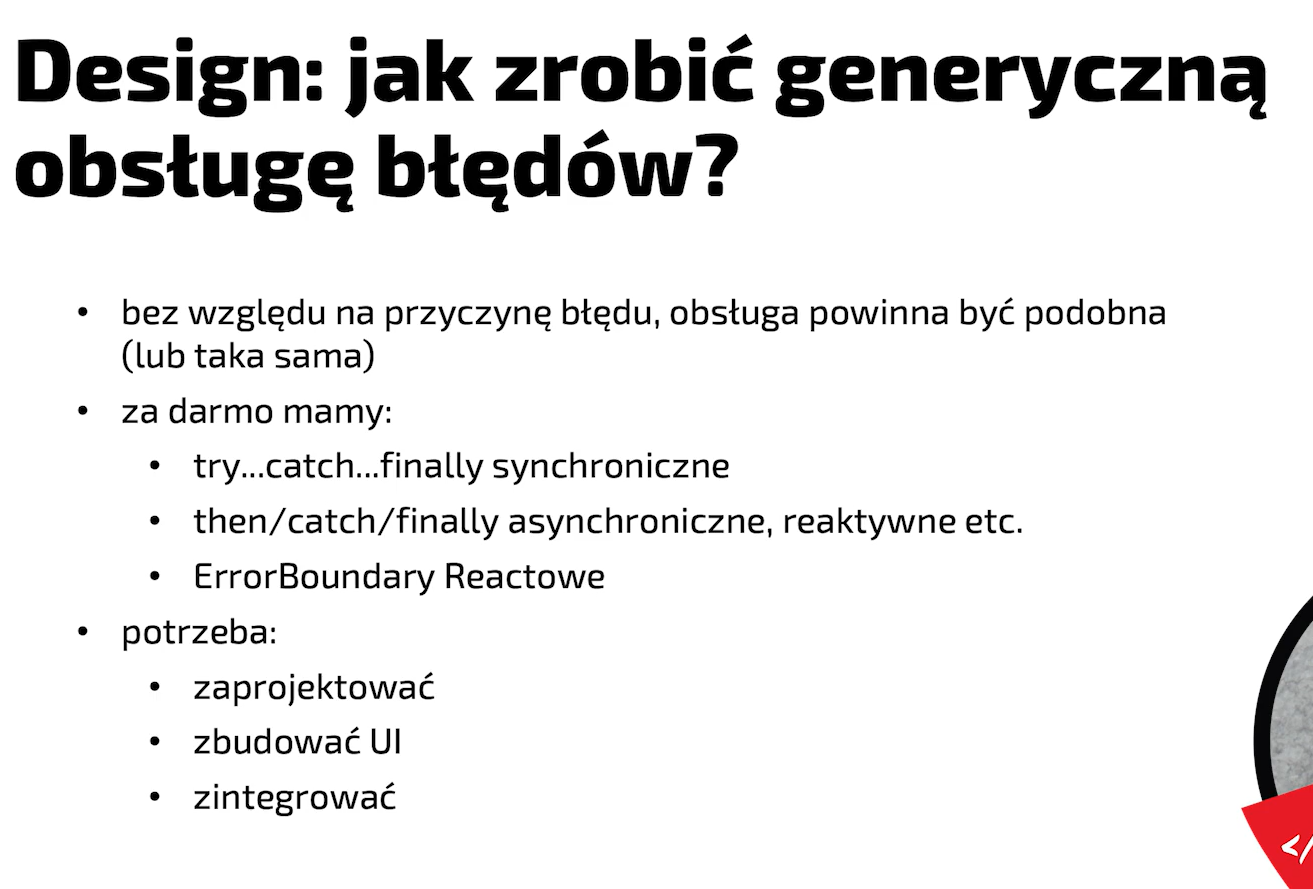 Design: jak zrobić generyczną
obsługę błędów?
• bez względu na przyczynę błędu, obsługa powinna być podobna
(lub taka sama)
• za darmo mamy:
• try...catch...finally synchroniczne
• then/catch/finally asynchroniczne, reaktywne etc.
• ErrorBoundary Reactowe
• potrzeba:
• zaprojektować
• zbudować UI
• zintegrować